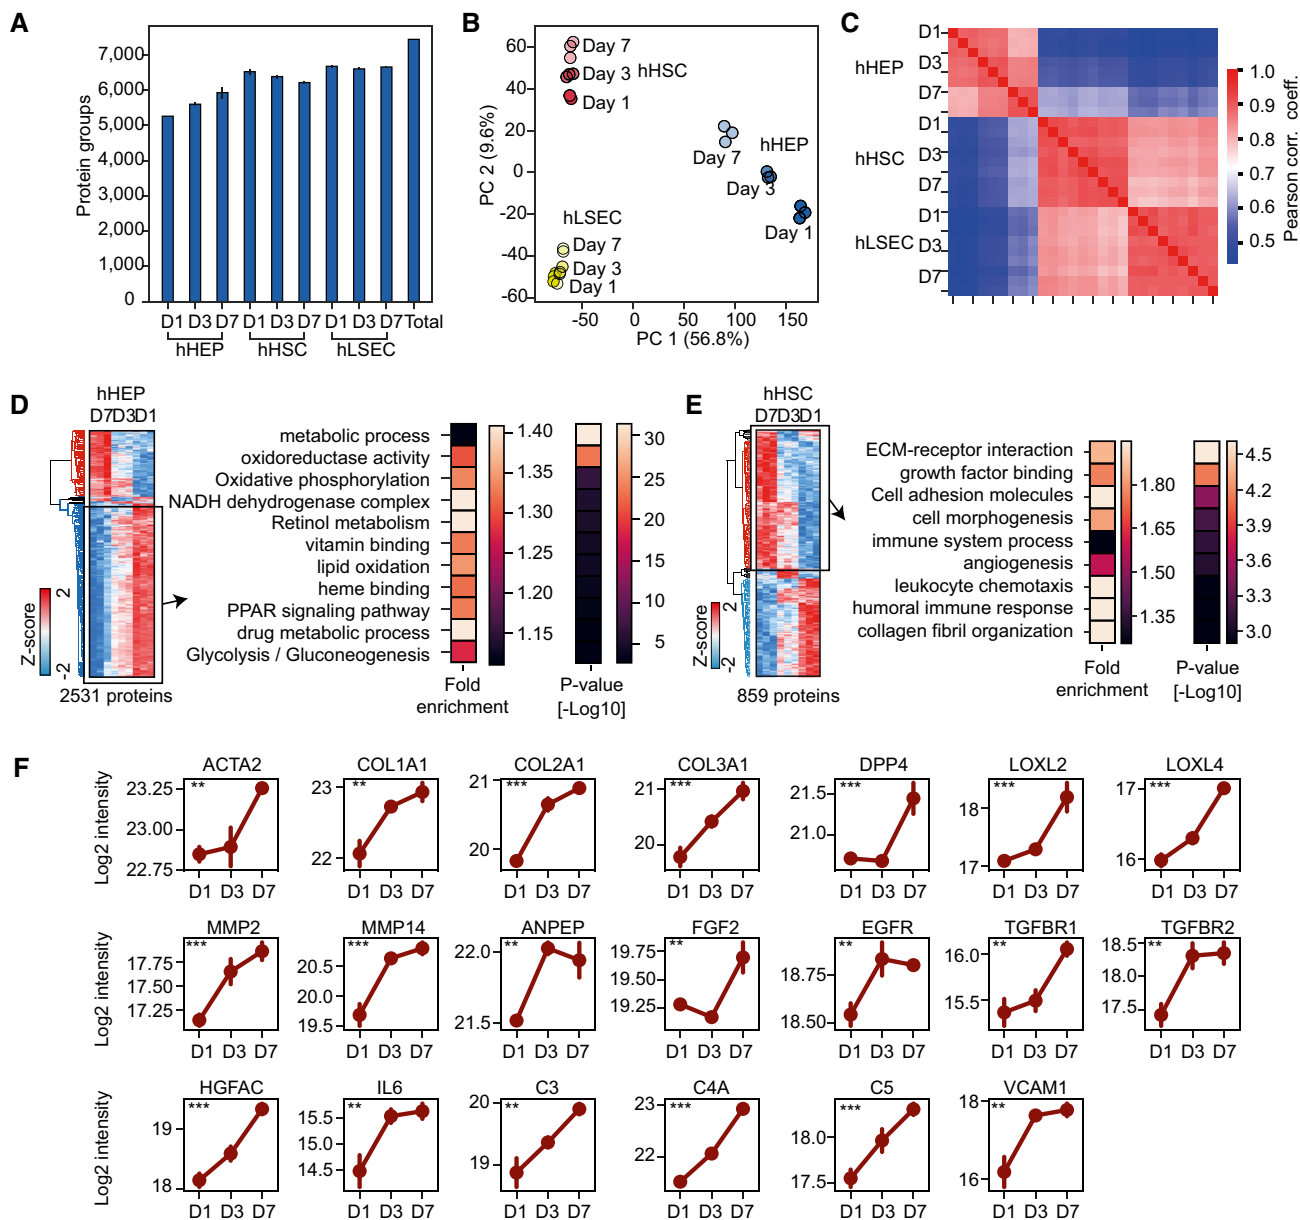 A
Protein groups
7,000
6,000
5,000
4,000
3,000
2,000
1,000
0
D1 D3 D7 D1 D3 D7 D1 D3 D7 Total
hHEP hHSC hLSEC
B
PC 2 (9.6%)
60
40
20
0
-20
-40
-60
Day 7
Day 3 hHSC
Day 1
hHEP
Day 7
Day 3
Day 1
hLSEC
Day 7
Day 3
Day 1
-50 0 50 100 150
PC 1 (56.8%)
C
D1
hHEP D3
D7
D1
hHSC D3
D7
D1
hLSEC D3
D7
1.0
0.9
0.8
0.7
0.6
0.5
Pearson corr. coeff.
D
hHEP
D7D3D1
Z-score
2
-2
2531 proteins
metabolic process
oxidoreductase activity
Oxidative phosphorylation
NADH dehydrogenase complex
Retinol metabolism
vitamin binding
lipid oxidation
heme binding
PPAR signaling pathway
drug metabolic process
Glycolysis / Gluconeogenesis
1.40
1.35
1.30
1.25
1.20
1.15
Fold
enrichment
30
25
20
15
10
5
P-value
[-Log10]
E
hHSC
D7D3D1
Z-score
2
-2
859 proteins
ECM-receptor interaction
growth factor binding
Cell adhesion molecules
cell morphogenesis
immune system process
angiogenesis
leukocyte chemotaxis
humoral immune response
collagen fibril organization
1.80
1.65
1.50
1.35
Fold
enrichment
4.5
4.2
3.9
3.6
3.3
3.0
P-value
[-Log10]
F
Log2 intensity
ACTA2
**
23.25
23.00
22.75
D1 D3 D7
COL1A1
**
23
22
D1 D3 D7
COL2A1
***
21
20
D1 D3 D7
COL3A1
***
21
20
D1 D3 D7
DPP4
***
21.5
21.0
D1 D3 D7
LOXL2
***
18
17
D1 D3 D7
LOXL4
***
17
16
D1 D3 D7
Log2 intensity
MMP2
***
17.75
17.50
17.25
D1 D3 D7
MMP14
***
20.5
20.0
19.5
D1 D3 D7
ANPEP
**
22.0
21.5
D1 D3 D7
FGF2
**
19.75
19.50
19.25
D1 D3 D7
EGFR
**
18.75
18.50
D1 D3 D7
TGFBR1
**
16.0
15.5
D1 D3 D7
TGFBR2
**
18.5
18.0
17.5
D1 D3 D7
Log2 intensity
HGFAC
***
19
18
D1 D3 D7
IL6
**
15.5
15.0
14.5
D1 D3 D7
C3
**
20
19
D1 D3 D7
C4A
***
23
22
D1 D3 D7
C5
***
18.0
17.5
D1 D3 D7
VCAM1
**
18
16
D1 D3 D7